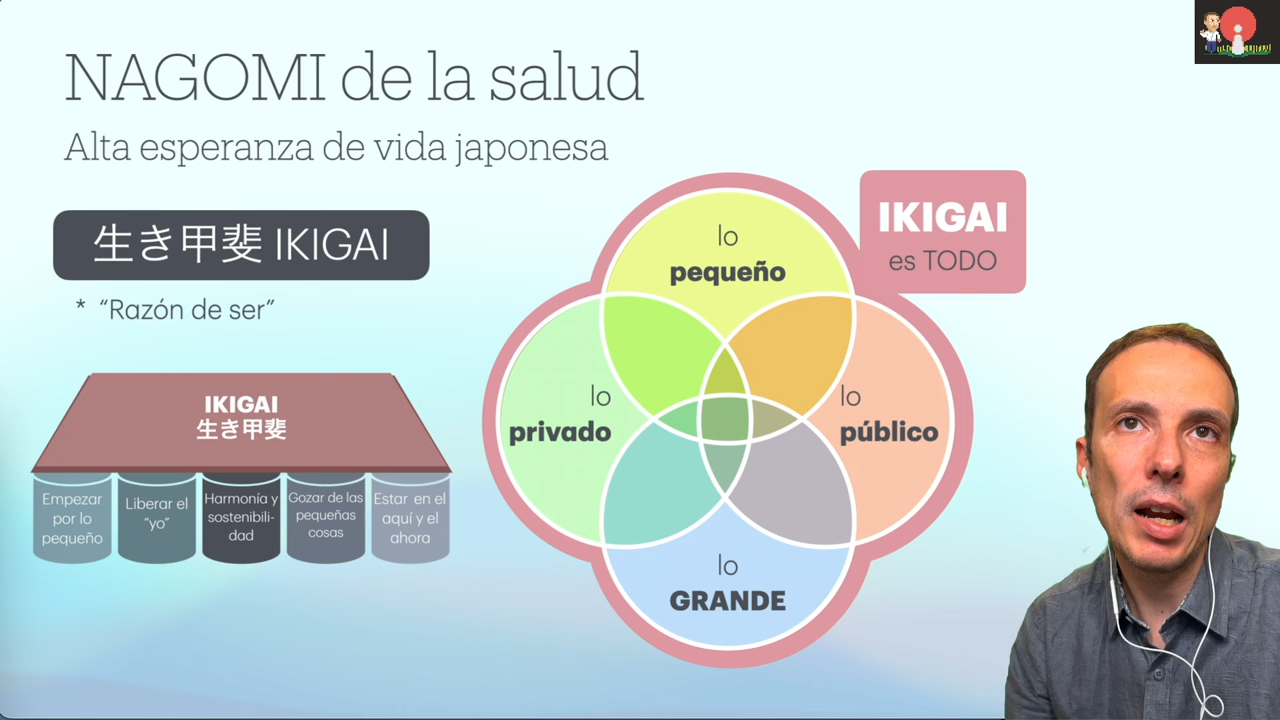 NAGOMI de la salud
Alta esperanza de vida japonesa
生き甲斐 IKIGAI
* “Razón de ser”
IKIGAI
生き甲斐
Empezar
por lo
pequeño
Liberar el
“yo”
Harmonía y
sostenibili-
dad
Gozar de las
pequeñas
cosas
Estar en el
aquí y el
ahora
lo
pequeño
lo
privado
lo
público
lo
GRANDE
IKIGAI
es TODO